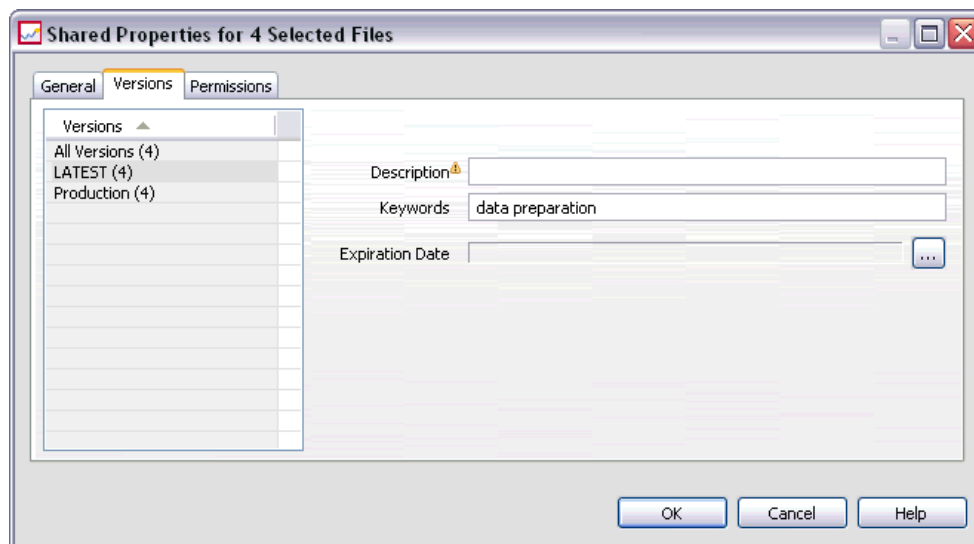 Shared Properties for 4 Selected Files
General Versions Permissions
Versions
All Versions (4)
LATEST (4)
Production (4)
Description
Keywords data preparation
Expiration Date ...
OK Cancel Help